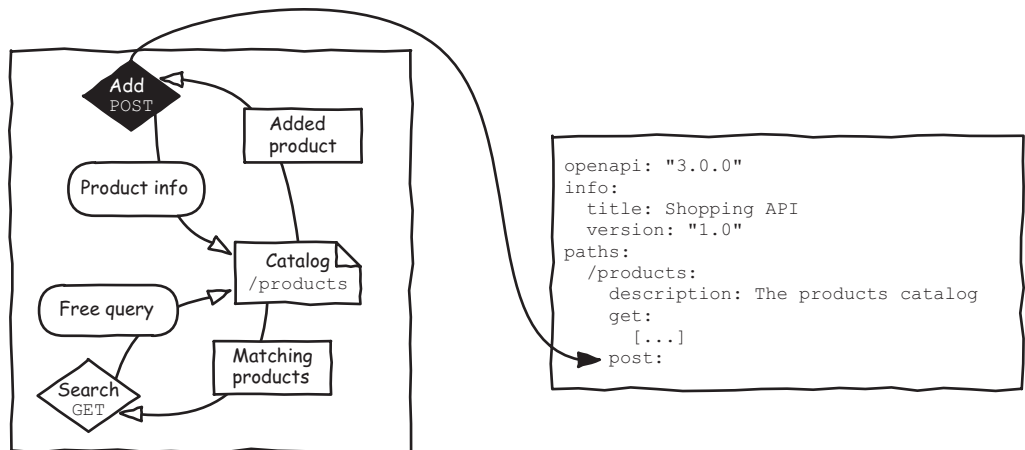 Add
POST
Added
product
Product info
Catalog
/products
Free query
Matching
products
Search
GET
openapi: "3.0.0"
info:
  title: Shopping API
  version: "1.0"
paths:
  /products:
    description: The products catalog
    get:
      [...]
    post: